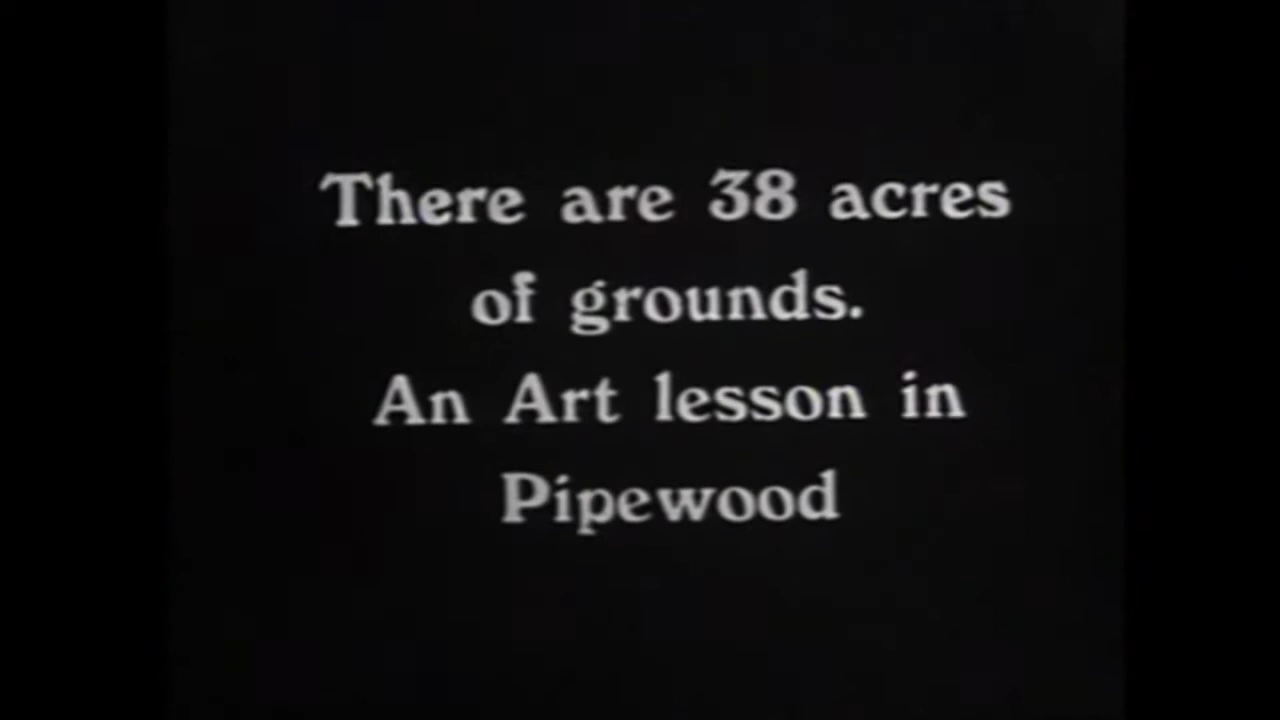 There are 38 acres
of grounds.
An Art lesson in
Pipewood